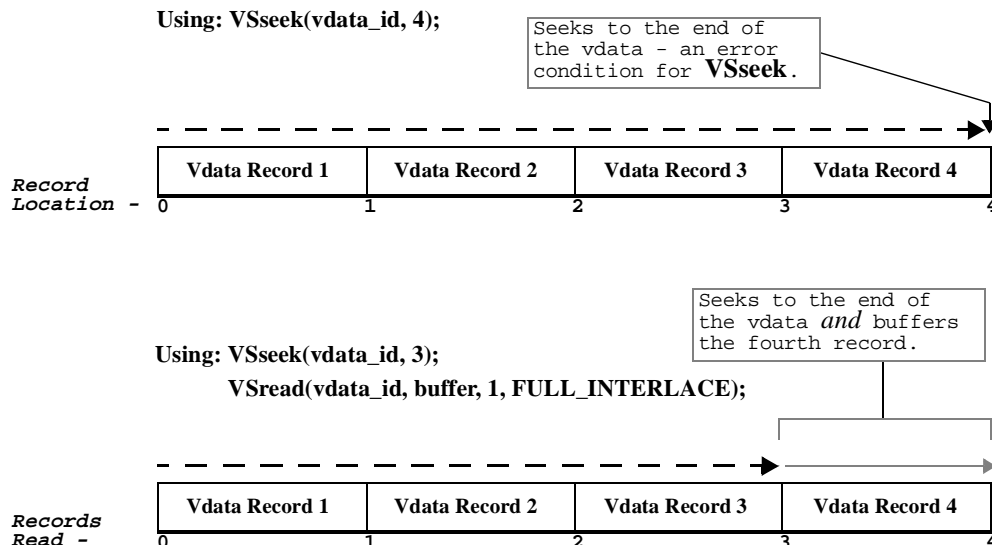 Using: VSseek(vdata_id, 4);
Seeks to the end of
the vdata - an error
condition for VSseek.
Vdata Record 1 Vdata Record 2 Vdata Record 3 Vdata Record 4
Record
Location - 0 1 2 3 4
Seeks to the end of
the vdata and buffers
the fourth record.
Using: VSseek(vdata_id, 3);
VSread(vdata_id, buffer, 1, FULL_INTERLACE);
Vdata Record 1 Vdata Record 2 Vdata Record 3 Vdata Record 4
Records
Read - 0 1 2 3 4